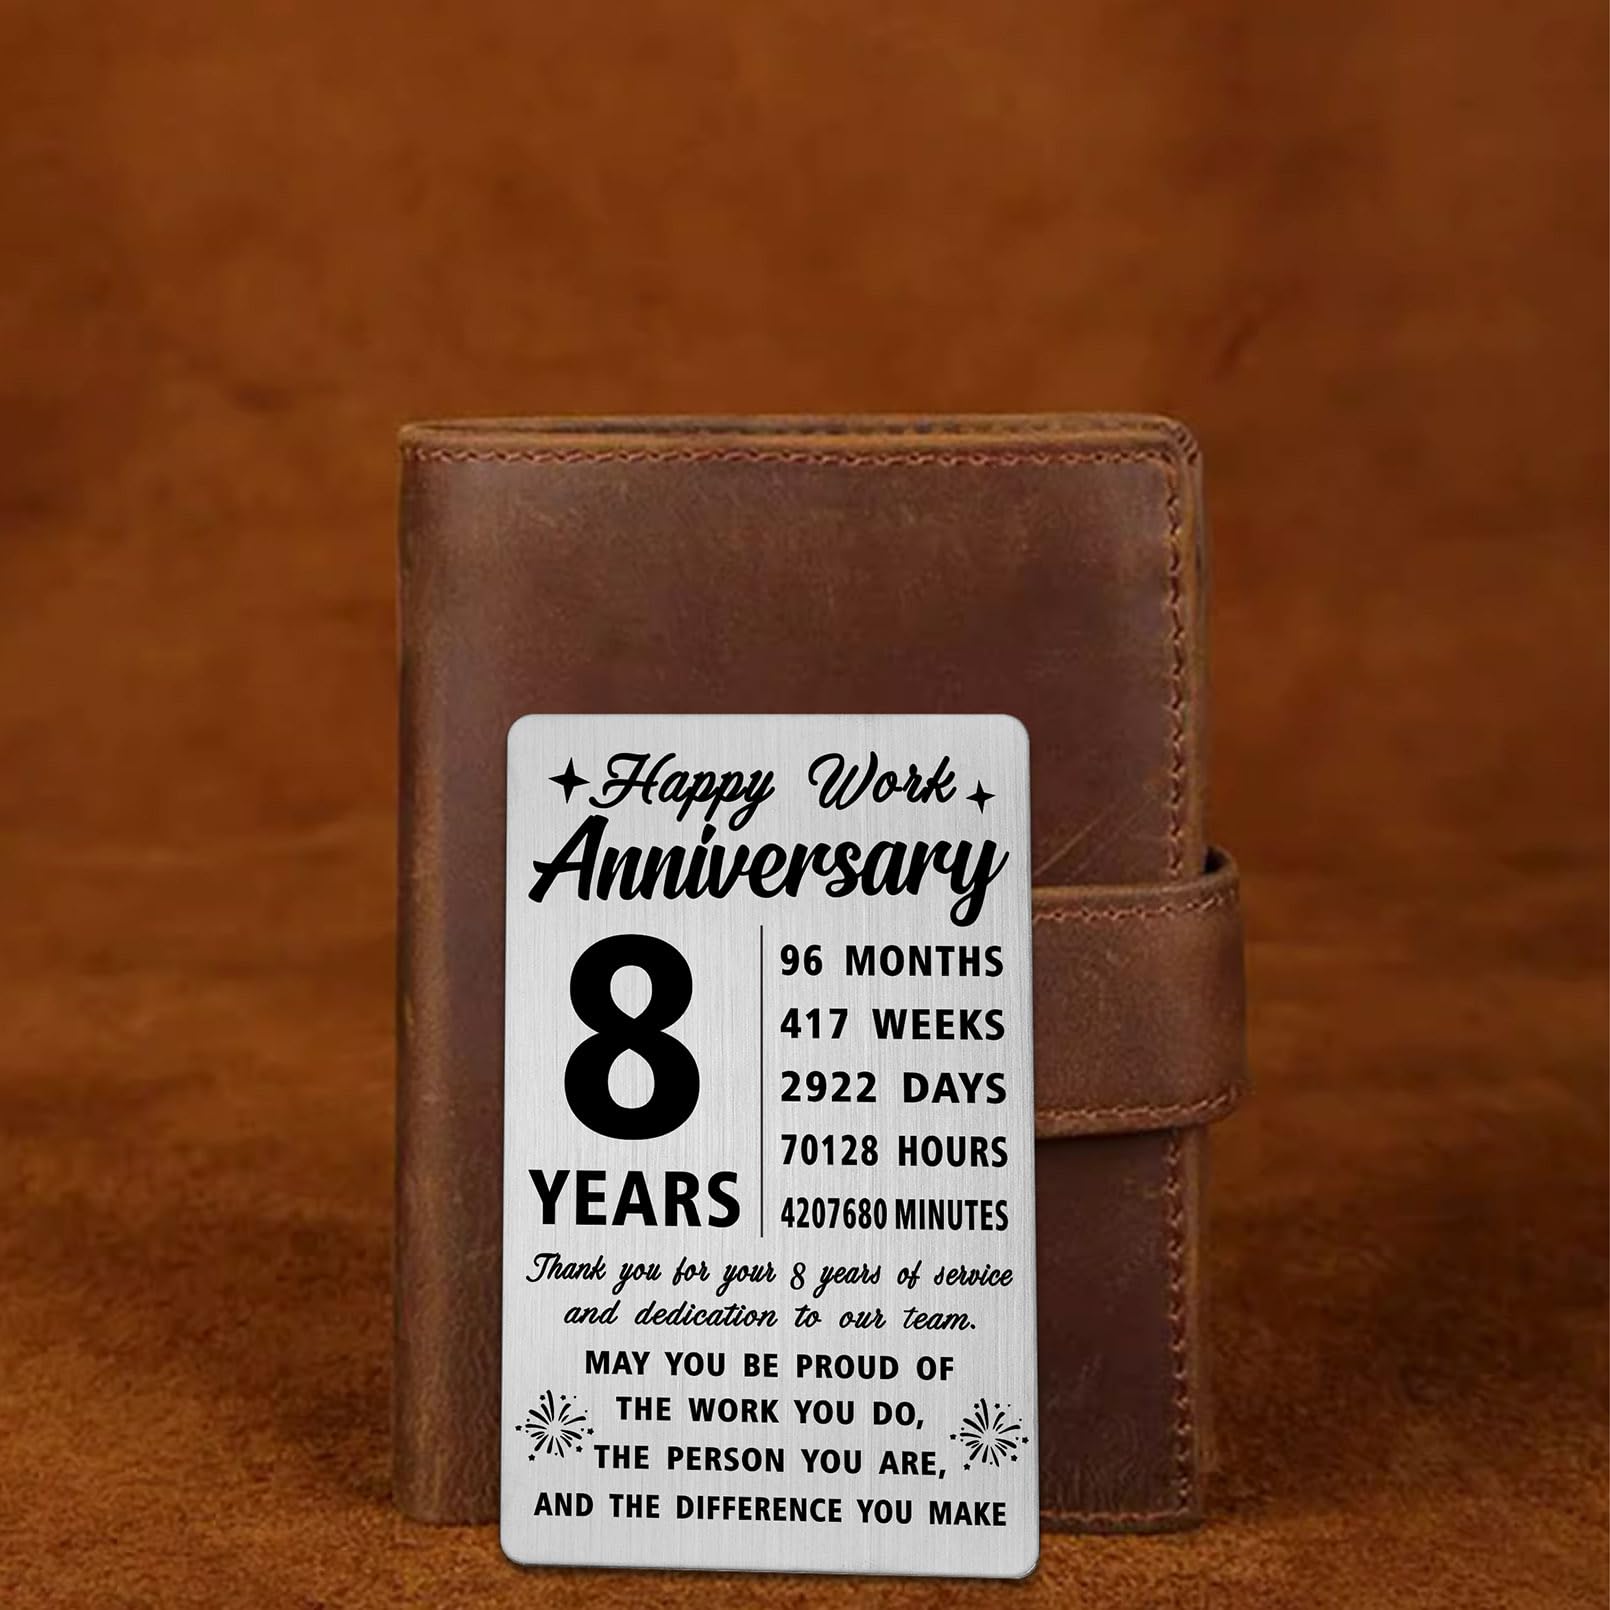 Happy Work
Anniversary
8
YEARS
96 MONTHS
417 WEEKS
2922 DAYS
70128 HOURS
4207680 MINUTES
Thank you for your 8 years of service
and dedication to our team.
MAY YOU BE PROUD OF
THE WORK YOU DO,
THE PERSON YOU ARE,
AND THE DIFFERENCE YOU MAKE